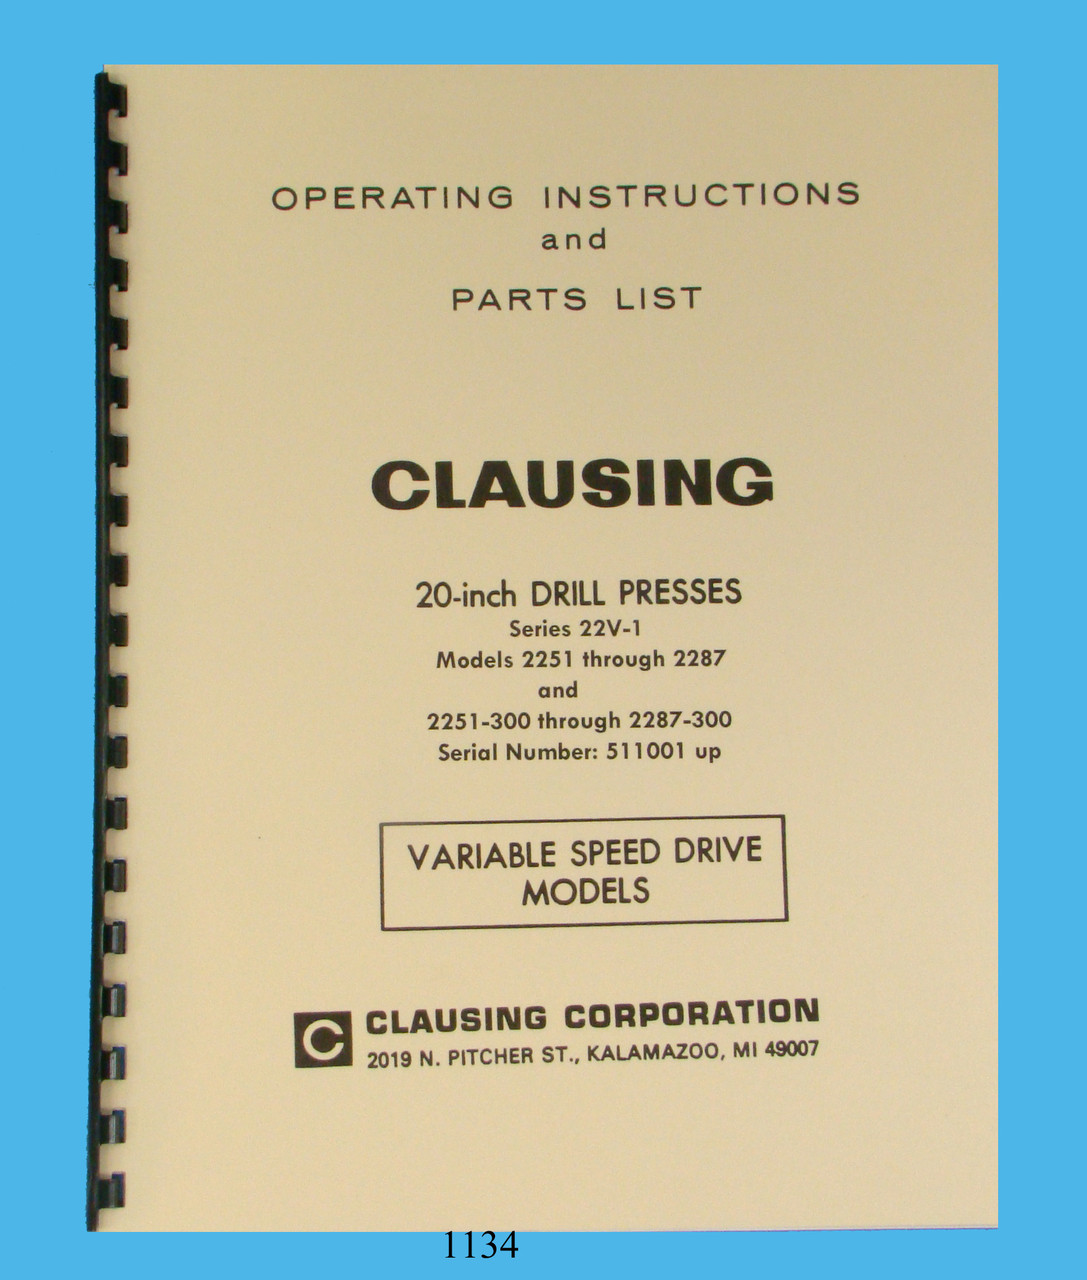 OPERATING INSTRUCTIONS
and
PARTS LIST
CLAUSING
20-inch DRILL PRESSES
Series 22V-1
Models 2251 through 2287
and
2251-300 through 2287-300
Serial Number: 511001 up
VARIABLE SPEED DRIVE
MODELS
C CLAUSING CORPORATION
2019 N. PITCHER ST., KALAMAZOO, MI 49007
1134